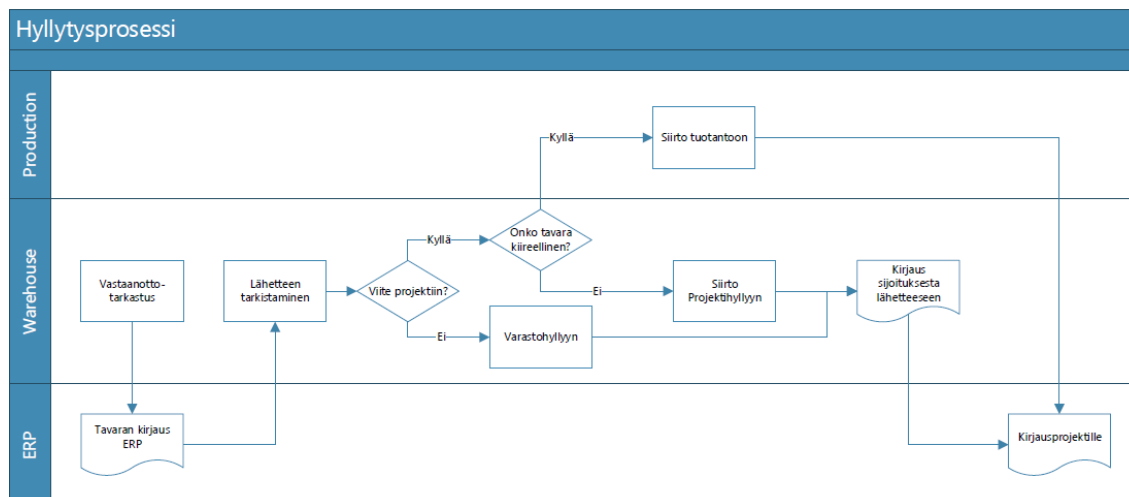 Hyllytysprosessi
Production
Kyllä
Siirto tuotantoon
Warehouse
Vastaanotto-
tarkastus
Lähetteen
tarkistaminen
Viite projektiin?
Kyllä
Onko tavara
kiireellinen?
Ei
Siirto
Projektihyllyn
Kirjaus
sijoituksesta
lähetteeseen
Ei
Varastohyllyyn
ERP
Tavaran kirjaus
ERP
Kirjausprojektille